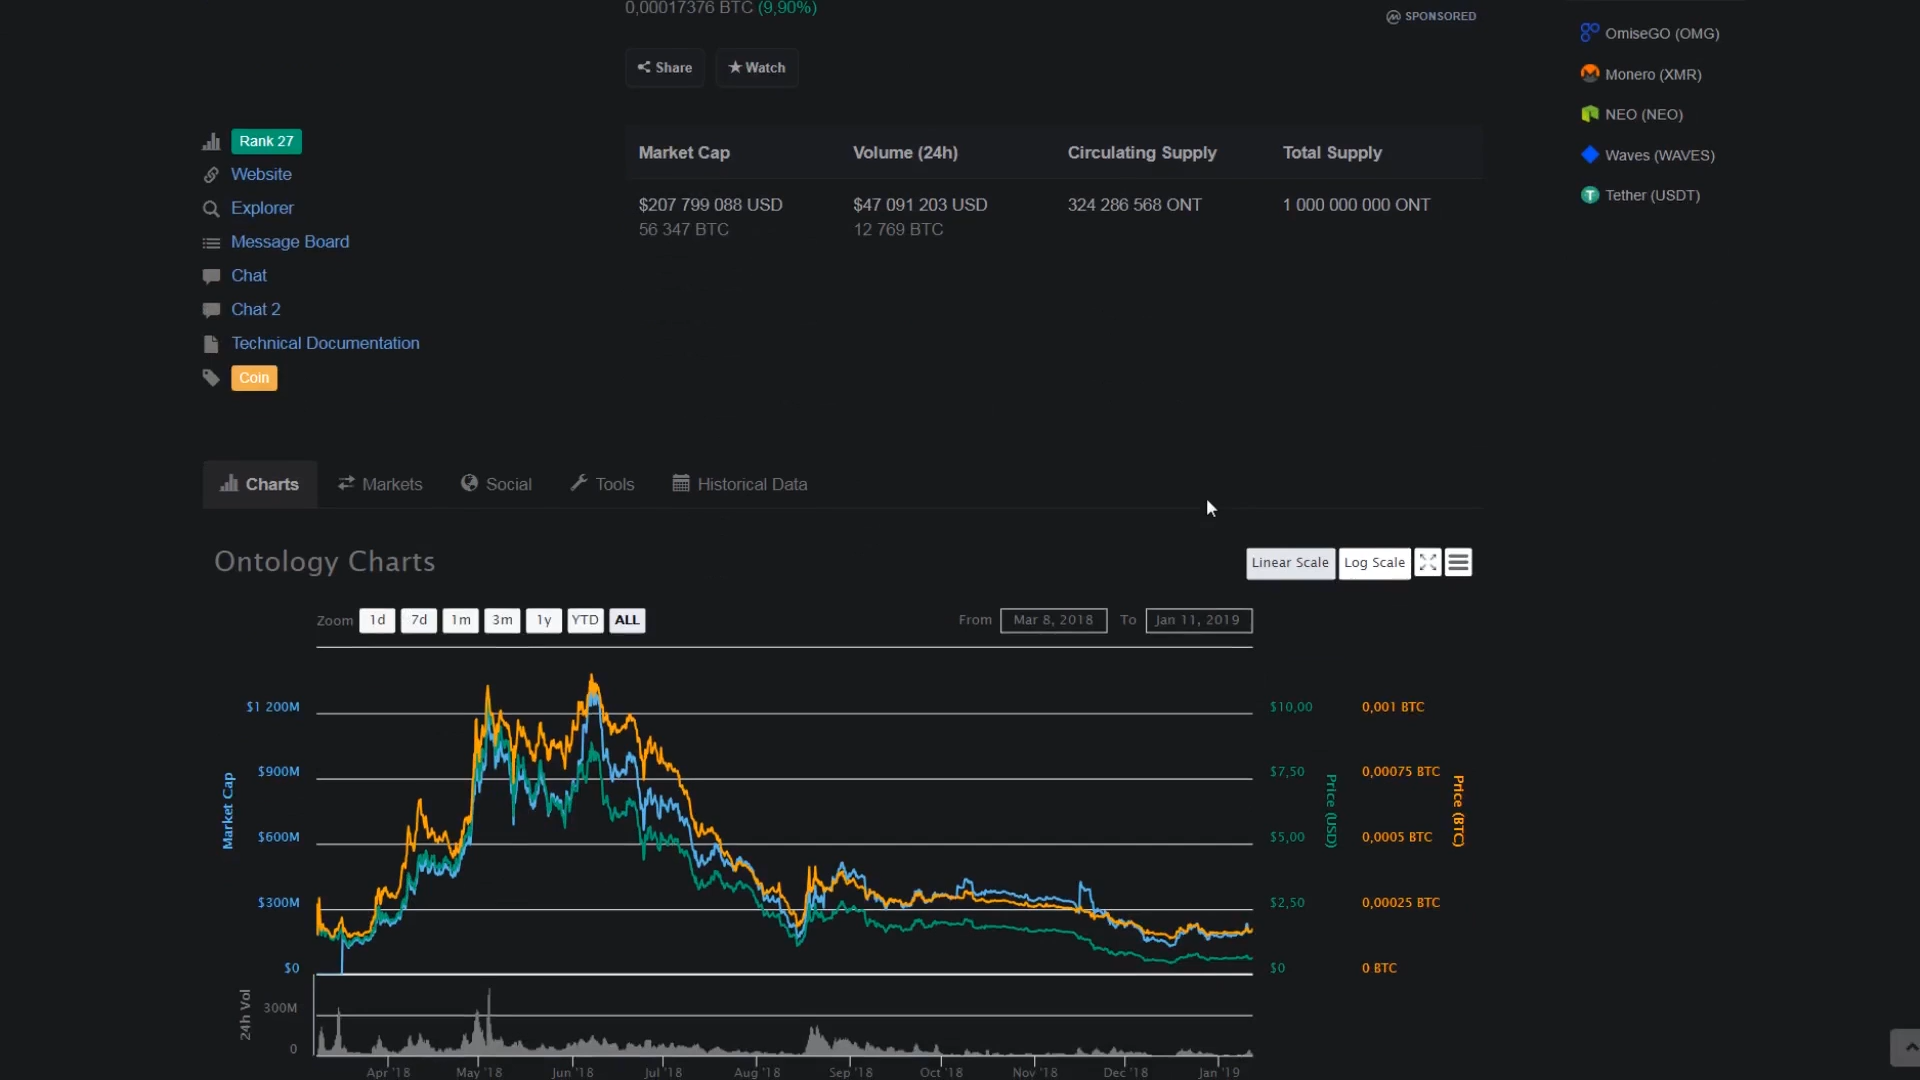 0,00017376 BTC (9,90%)
SPONSORED
Share
Watch
OmiseGO (OMG)
Monero (XMR)
NEO (NEO)
Waves (WAVES)
Tether (USDT)
Rank 27
Website
Explorer
Message Board
Chat
Chat 2
Technical Documentation
Coin
Market Cap Volume (24h) Circulating Supply Total Supply
$207 799 088 USD $47 091 203 USD 324 286 568 ONT 1 000 000 000 ONT
56 347 BTC 12 769 BTC
Charts Markets Social Tools Historical Data
Ontology Charts
Linear Scale Log Scale
Zoom 1d 7d 1m 3m 1y YTD ALL
From Mar 8, 2018 To Jan 11, 2019
$1 200M $10,00 0,001 BTC
$900M $7,50 0,00075 BTC
$600M $5,00 0,0005 BTC
$300M $2,50 0,00025 BTC
$0 $0 0 BTC
Market Cap
Price (USD)
Price (BTC)
24h Vol
300M
0
Apr '18 May '18 Jun '18 Jul '18 Aug '18 Sep '18 Oct '18 Nov '18 Dec '18 Jan '19